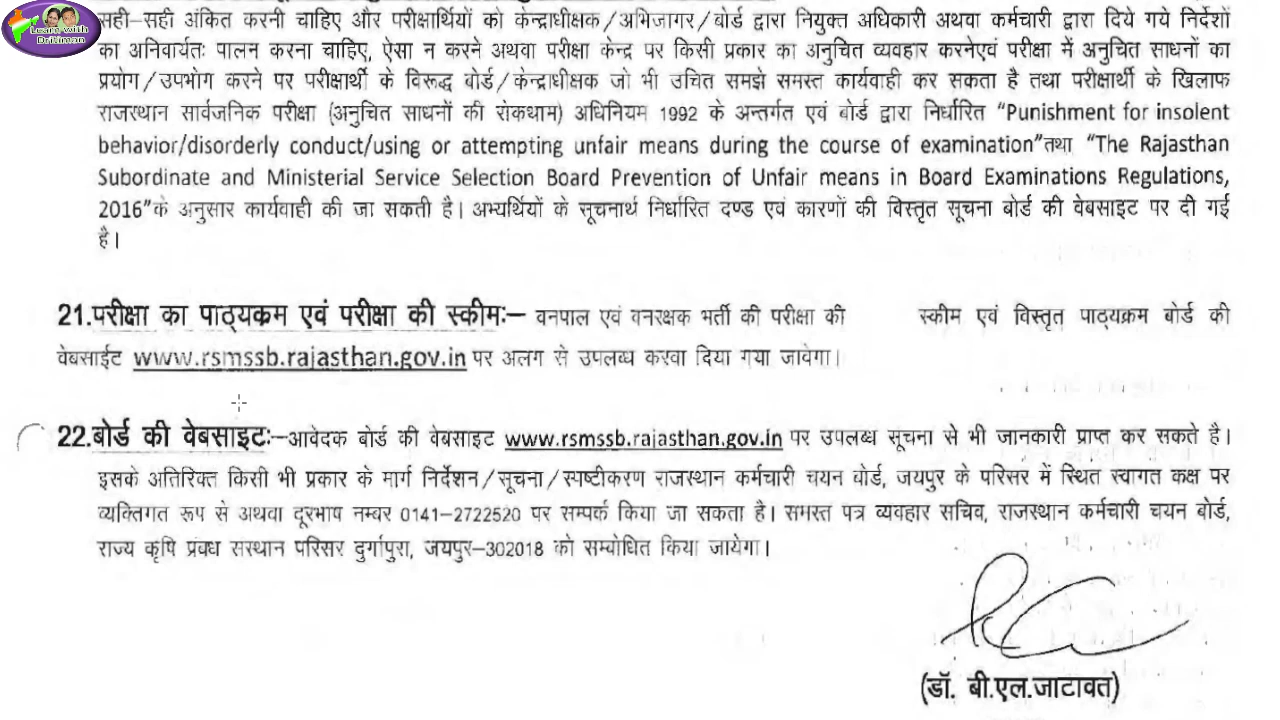 Learn with
Dr.Riman
सही–सही अंकित करनी चाहिए और परीक्षार्थियों को केन्द्राधीक्षक/अभिजागर/बोर्ड द्वारा नियुक्त अधिकारी अथवा कर्मचारी द्वारा दिये गये निर्देशों
का अनिवार्यतः पालन करना चाहिए, ऐसा न करने अथवा परीक्षा केन्द्र पर किसी प्रकार का अनुचित व्यवहार करनेएवं परीक्षा में अनुचित साधनों का
प्रयोग/उपभोग करने पर परीक्षार्थी के विरूद्ध बोर्ड/केन्द्राधीक्षक जो भी उचित समझे समस्त कार्यवाही कर सकता है तथा परीक्षार्थी के खिलाफ
राजस्थान सार्वजनिक परीक्षा (अनुचित साधनों की रोकथाम) अधिनियम 1992 के अन्तर्गत एवं बोर्ड द्वारा निर्धारित “Punishment for insolent
behavior/disorderly conduct/using or attempting unfair means during the course of examination”तथा “The Rajasthan
Subordinate and Ministerial Service Selection Board Prevention of Unfair means in Board Examinations Regulations,
2016”के अनुसार कार्यवाही की जा सकती है। अभ्यर्थियों के सूचनार्थ निर्धारित दण्ड एवं कारणों की विस्तृत सूचना बोर्ड की वेबसाइट पर दी गई
है।
21.परीक्षा का पाठ्यक्रम एवं परीक्षा की स्कीमः– वनपाल एवं वनरक्षक भर्ती की परीक्षा की स्कीम एवं विस्तृत पाठ्यक्रम बोर्ड की
वेबसाईट www.rsmssb.rajasthan.gov.in पर अलग से उपलब्ध करवा दिया गया जावेगा।
22.बोर्ड की वेबसाइटः–आवेदक बोर्ड की वेबसाइट www.rsmssb.rajasthan.gov.in पर उपलब्ध सूचना से भी जानकारी प्राप्त कर सकते है।
इसके अतिरिक्त किसी भी प्रकार के मार्ग निर्देशन/सूचना/स्पष्टीकरण राजस्थान कर्मचारी चयन बोर्ड, जयपुर के परिसर में स्थित स्वागत कक्ष पर
व्यक्तिगत रूप से अथवा दूरभाष नम्बर 0141–2722520 पर सम्पर्क किया जा सकता है। समस्त पत्र व्यवहार सचिव, राजस्थान कर्मचारी चयन बोर्ड,
राज्य कृषि प्रबंध संस्थान परिसर दुर्गापुरा, जयपुर–302018 को सम्बोधित किया जायेगा।
(डॉ. बी.एल.जाटावत)